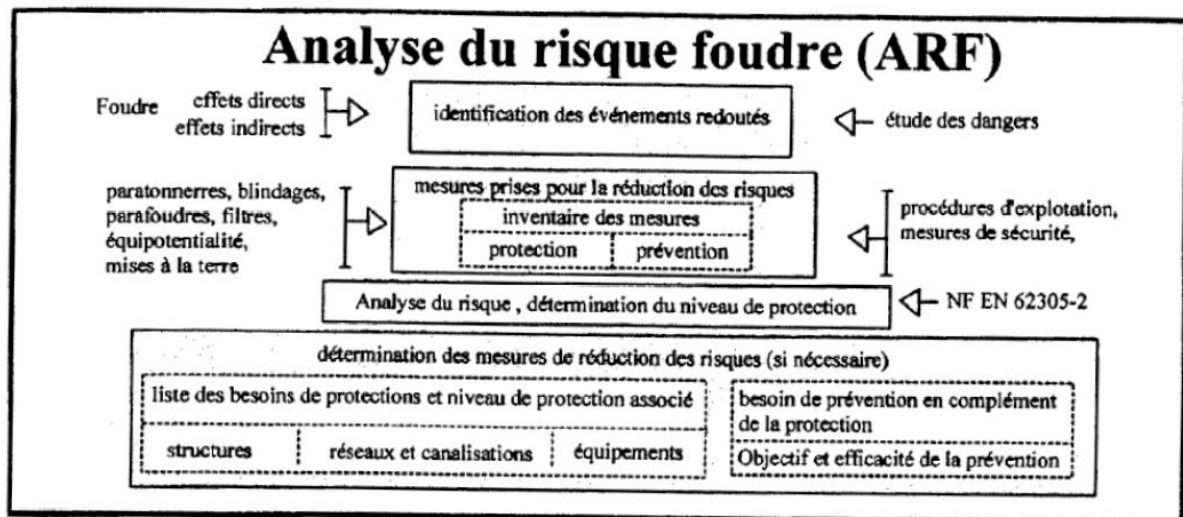 Analyse du risque foudre (ARF)
Foudre
effets directs
effets indirects
identification des événements redoutés
étude des dangers
paratonnerres, blindages,
parafoudres, filtres,
équipotentialité,
mises à la terre
mesures prises pour la réduction des risques
inventaire des mesures
protection
prévention
procédures d'explotation,
mesures de sécurité,
Analyse du risque , détermination du niveau de protection
NF EN 62305-2
détermination des mesures de réduction des risques (si nécessaire)
liste des besoins de protections et niveau de protection associé
structures
réseaux et canalisations
équipements
besoin de prévention en complément
de la protection
Objectif et efficacité de la prévention